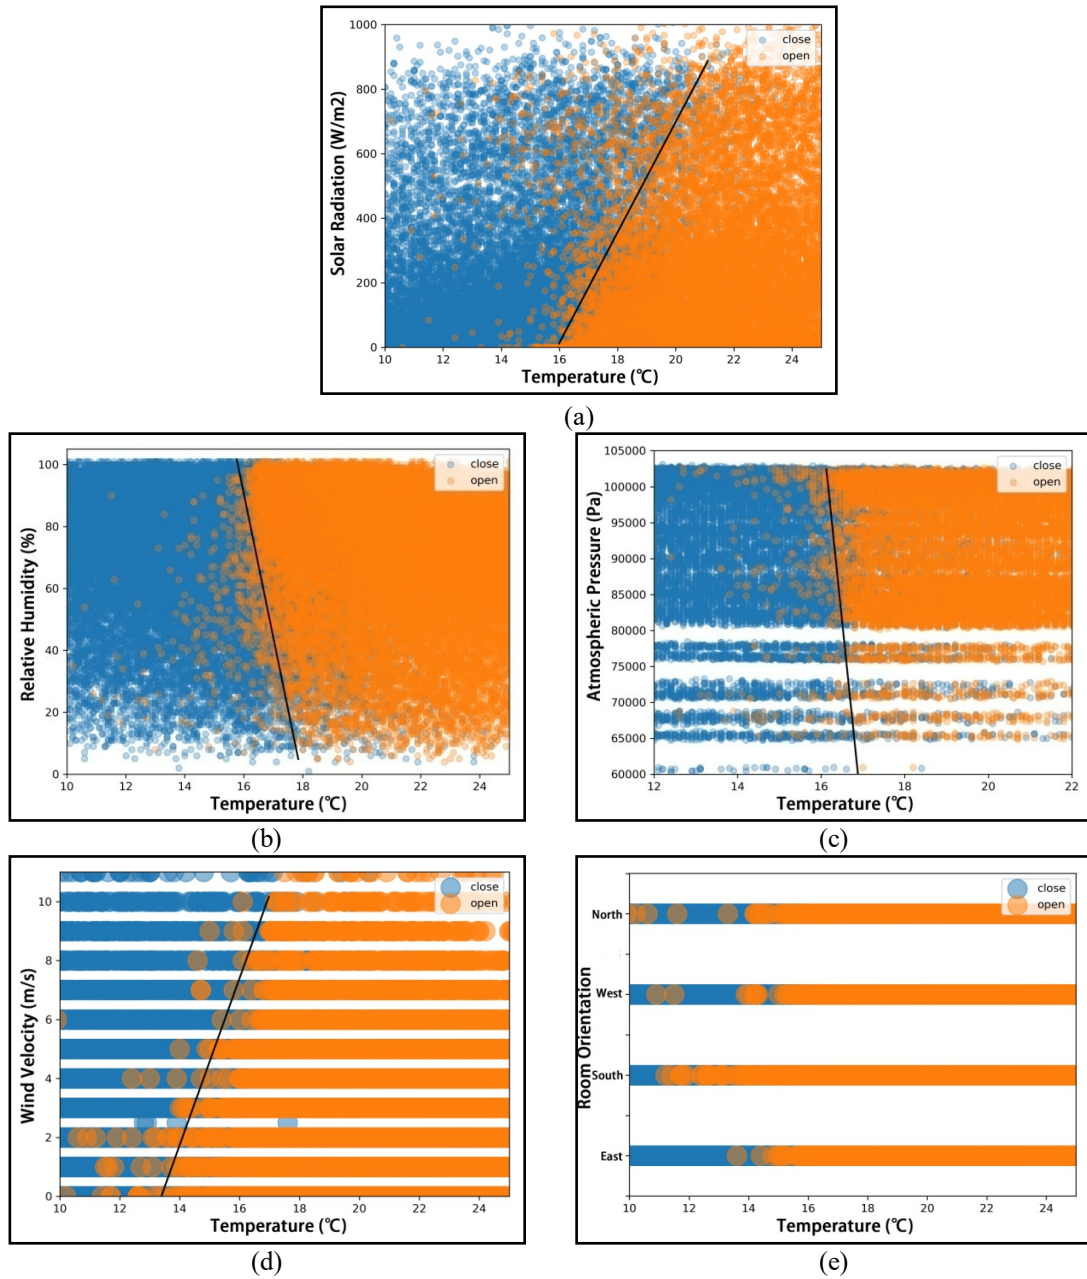 1000
800
600
400
200
0
Solar Radiation (W/m2)
close
open
10 12 14 16 18 20 22 24
Temperature (℃)
(a)
100
80
60
40
20
0
Relative Humidity (%)
close
open
10 12 14 16 18 20 22 24
Temperature (℃)
(b)
105000
100000
95000
90000
85000
80000
75000
70000
65000
60000
Atmospheric Pressure (Pa)
close
open
12 14 16 18 20 22
Temperature (℃)
(c)
10
8
6
4
2
0
Wind Velocity (m/s)
close
open
10 12 14 16 18 20 22 24
Temperature (℃)
(d)
North
West
South
East
Room Orientation
close
open
10 12 14 16 18 20 22 24
Temperature (℃)
(e)